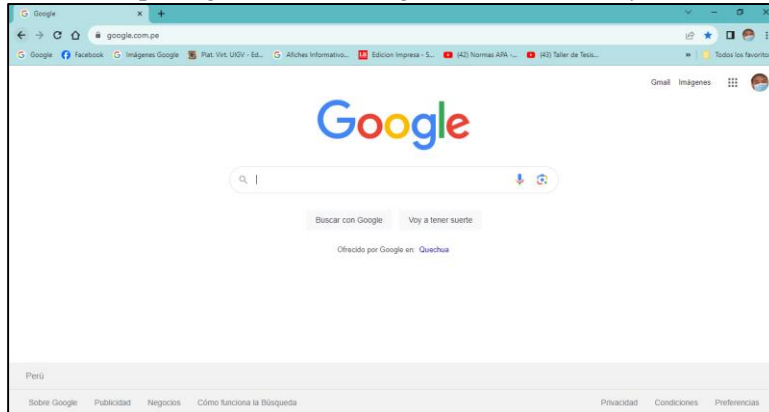 Google
google.com.pe
Google Facebook Imágenes Google Plat. Virt. UIGV - Ed... Afiches Informativo... Edicion Impresa - S... (42) Normas APA -... (43) Taller de Tesis... » Todos los favoritos
Gmail Imágenes
Google
Buscar con Google Voy a tener suerte
Ofrecido por Google en: Quechua
Perú
Sobre Google Publicidad Negocios Cómo funciona la Búsqueda Privacidad Condiciones Preferencias